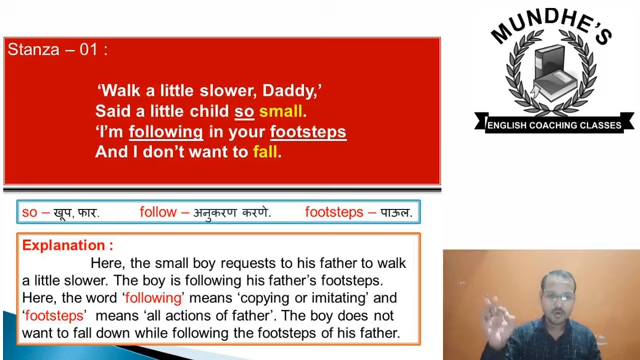 Stanza – 01 :
‘Walk a little slower, Daddy,’
Said a little child so small.
‘I’m following in your footsteps
And I don’t want to fall.
so – खूप, फार. follow – अनुकरण करणे. footsteps – पाऊल.
Explanation :
Here, the small boy requests to his father to walk
a little slower. The boy is following his father’s footsteps.
Here, the word ‘following’ means ‘copying or imitating’ and
‘footsteps’ means ‘all actions of father’. The boy does not
want to fall down while following the footsteps of his father.
MUNDHE’S
ENGLISH COACHING CLASSES